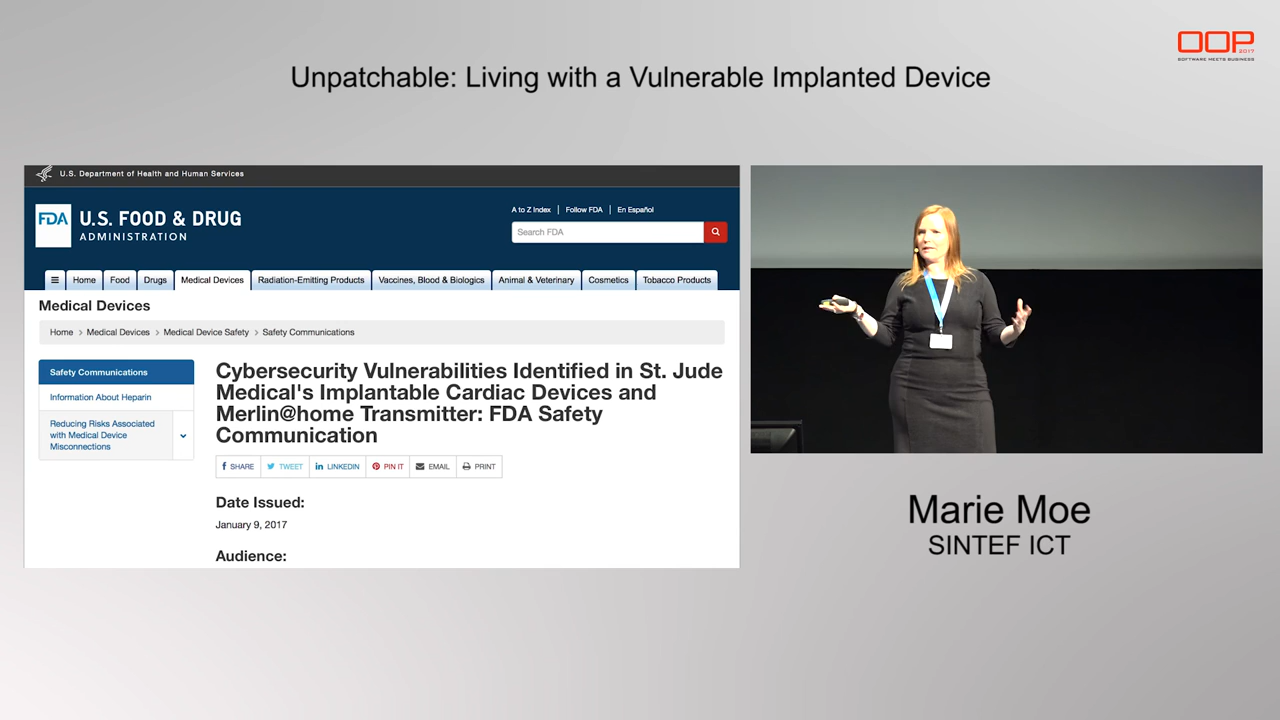 OOP
2017
SOFTWARE MEETS BUSINESS
Unpatchable: Living with a Vulnerable Implanted Device
U.S. Department of Health and Human Services
FDA
U.S. FOOD & DRUG
ADMINISTRATION
A to Z Index | Follow FDA | En Español
Search FDA
Home
Food
Drugs
Medical Devices
Radiation-Emitting Products
Vaccines, Blood & Biologics
Animal & Veterinary
Cosmetics
Tobacco Products
Medical Devices
Home > Medical Devices > Medical Device Safety > Safety Communications
Safety Communications
Information About Heparin
Reducing Risks Associated
with Medical Device
Misconnections
Cybersecurity Vulnerabilities Identified in St. Jude
Medical's Implantable Cardiac Devices and
Merlin@home Transmitter: FDA Safety
Communication
SHARE
TWEET
LINKEDIN
PIN IT
EMAIL
PRINT
Date Issued:
January 9, 2017
Audience:
Marie Moe
SINTEF ICT